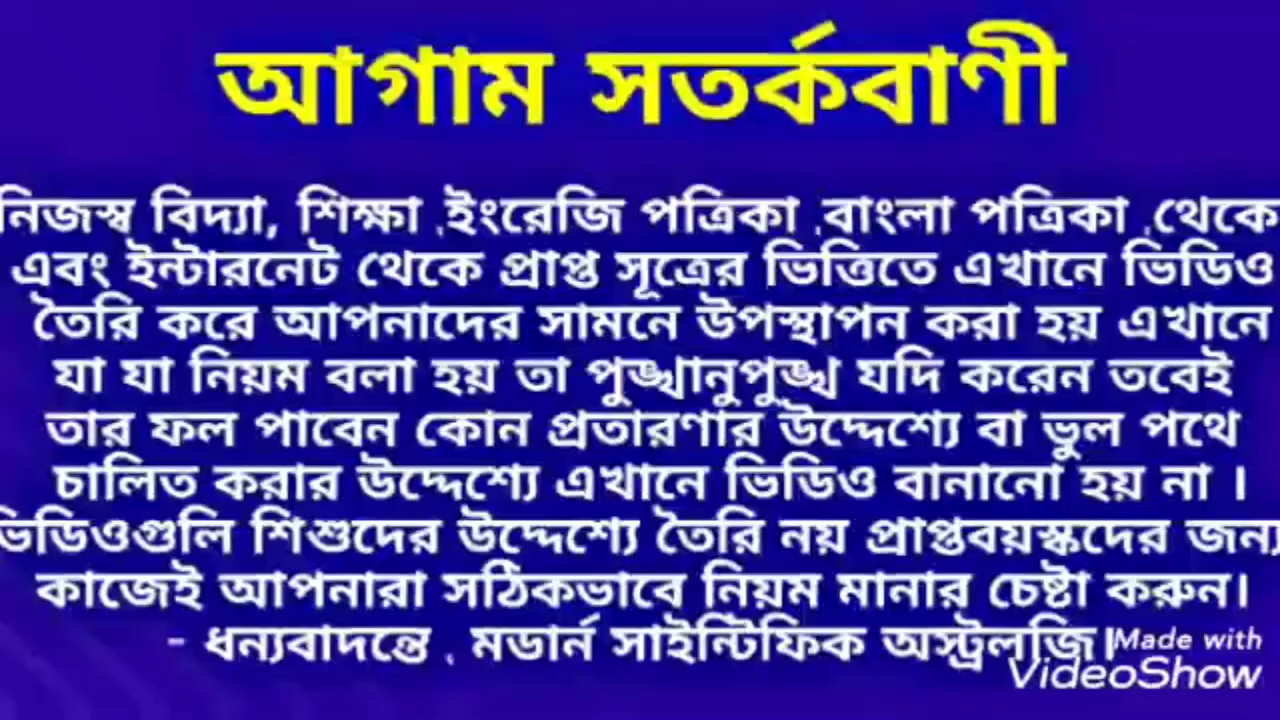 আগাম সতর্কবাণী
নিজস্ব বিদ্যা, শিক্ষা ,ইংরেজি পত্রিকা ,বাংলা পত্রিকা ,থেকে
এবং ইন্টারনেট থেকে প্রাপ্ত সূত্রের ভিত্তিতে এখানে ভিডিও
তৈরি করে আপনাদের সামনে উপস্থাপন করা হয় এখানে
যা যা নিয়ম বলা হয় তা পুঙ্খানুপুঙ্খ যদি করেন তবেই
তার ফল পাবেন কোন প্রতারণার উদ্দেশ্যে বা ভুল পথে
চালিত করার উদ্দেশ্যে এখানে ভিডিও বানানো হয় না ।
ভিডিওগুলি শিশুদের উদ্দেশ্যে তৈরি নয় প্রাপ্তবয়স্কদের জন্য
কাজেই আপনারা সঠিকভাবে নিয়ম মানার চেষ্টা করুন।
- ধন্যবাদন্তে , মডার্ন সাইন্টিফিক অস্ট্রলজি।
Made with
VideoShow